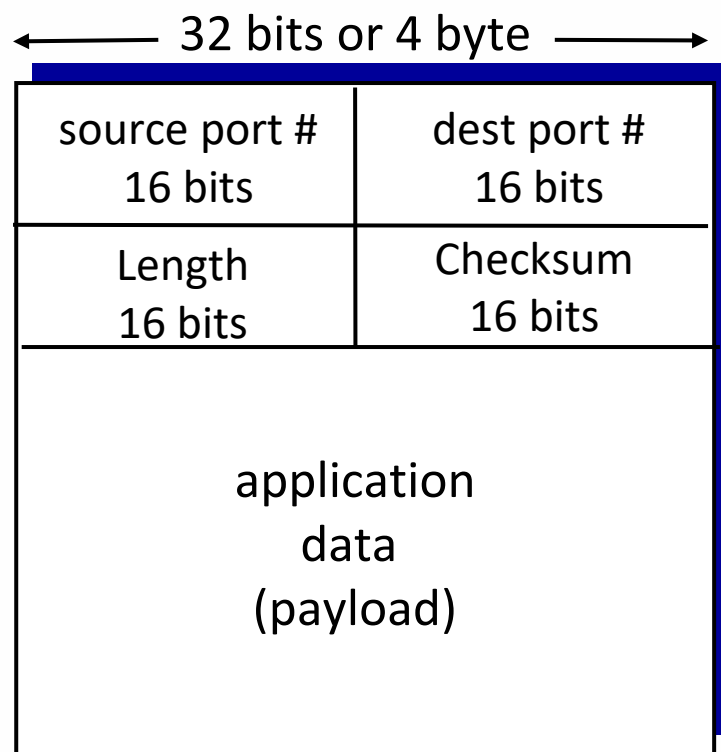 32 bits or 4 byte
source port #
16 bits
dest port #
16 bits
Length
16 bits
Checksum
16 bits
application
data
(payload)